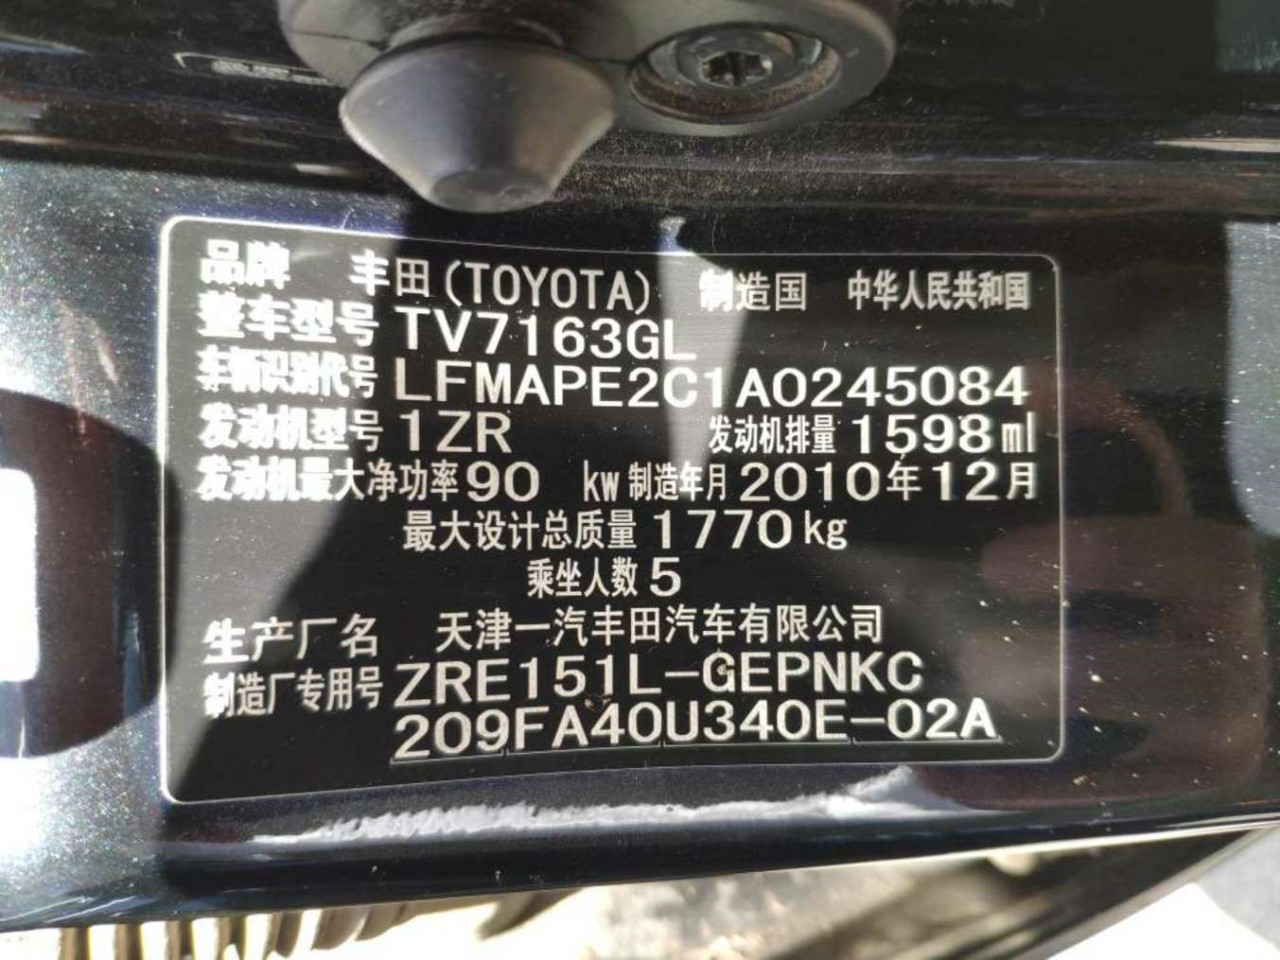 品牌 丰田(TOYOTA) 制造国 中华人民共和国
整车型号 TV7163GL
车辆识别代号 LFMAPE2C1A0245084
发动机型号 1ZR 发动机排量 1598ml
发动机最大净功率 90 kw 制造年月 2010年12月
最大设计总质量 1770kg
乘坐人数 5
生产厂名 天津一汽丰田汽车有限公司
制造厂专用号 ZRE151L-GEPNKC
209FA40U340E-02A